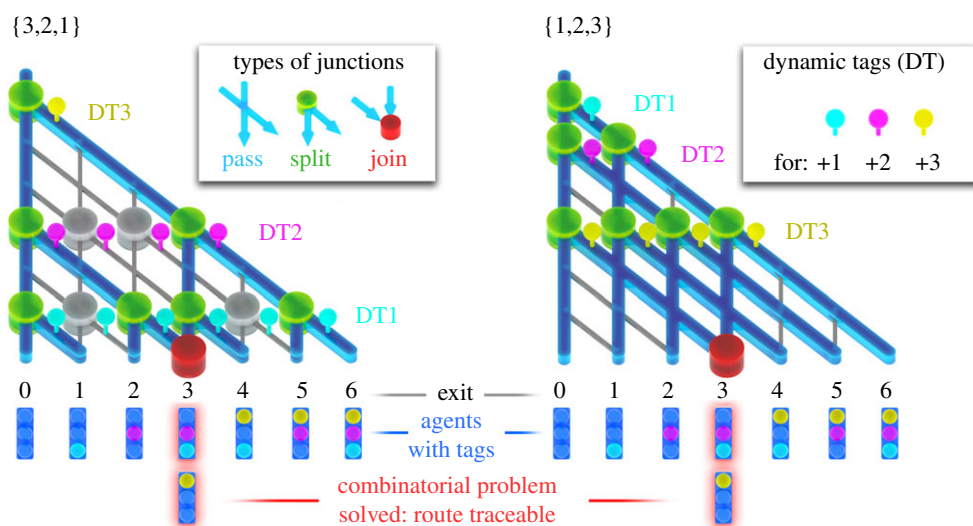 {3,2,1}
{1,2,3}
types of junctions
pass split join
dynamic tags (DT)
for: +1 +2 +3
DT3
DT2
DT1
DT1
DT2
DT3
0 1 2 3 4 5 6
exit
0 1 2 3 4 5 6
agents
with tags
combinatorial problem
solved: route traceable